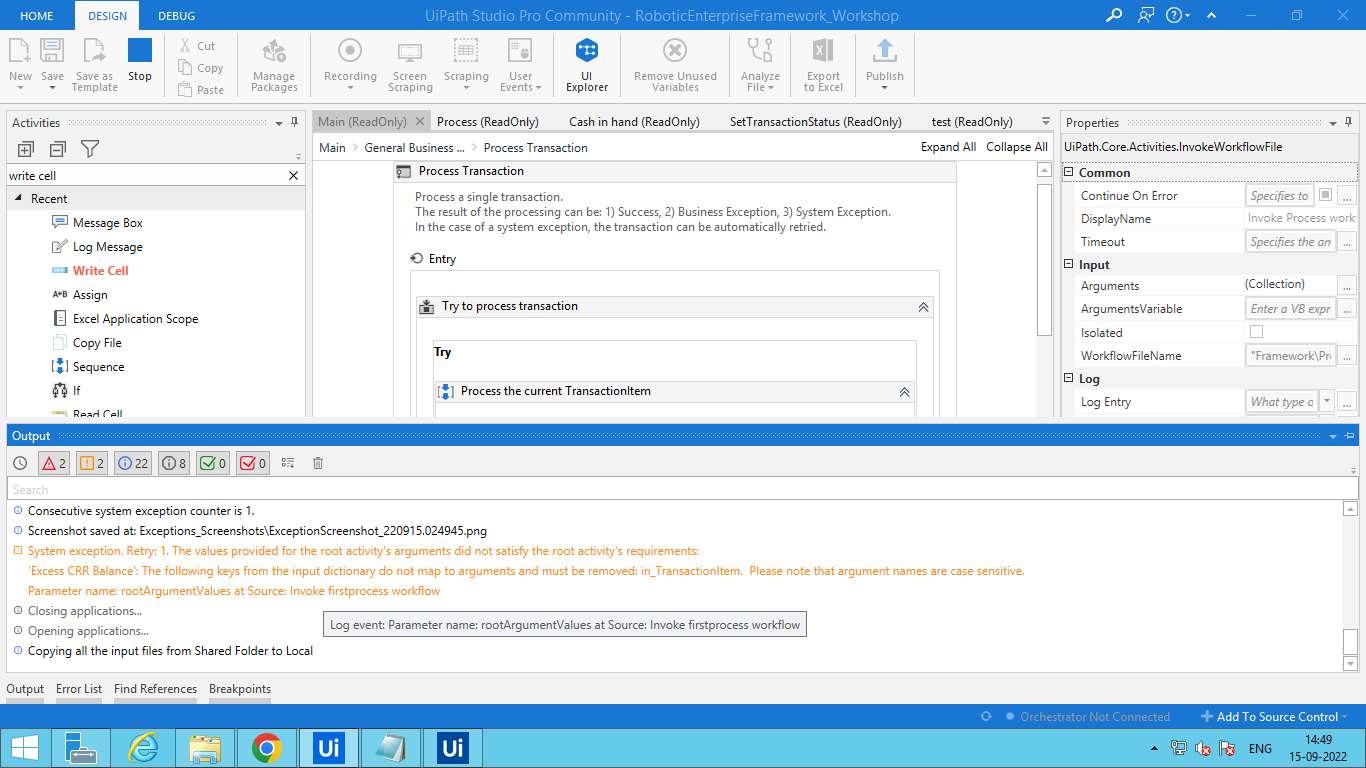 HOME DESIGN DEBUG UiPath Studio Pro Community - RoboticEnterpriseFramework_Workshop
New Save Save as Template Stop
Cut
Copy
Paste
Manage Packages
Recording Screen Scraping Scraping User Events
UI Explorer
Remove Unused Variables
Analyze File
Export to Excel
Publish
Activities
write cell
Recent
Message Box
Log Message
Write Cell
A+B Assign
Excel Application Scope
Copy File
Sequence
If
Read Cell
Main (ReadOnly) Process (ReadOnly) Cash in hand (ReadOnly) SetTransactionStatus (ReadOnly) test (ReadOnly)
Main > General Business ... > Process Transaction Expand All Collapse All
Process Transaction
Process a single transaction.
The result of the processing can be: 1) Success, 2) Business Exception, 3) System Exception.
In the case of a system exception, the transaction can be automatically retried.
Entry
Try to process transaction
Try
Process the current TransactionItem
Properties
UiPath.Core.Activities.InvokeWorkflowFile
Common
Continue On Error Specifies to ...
DisplayName Invoke Process work
Timeout Specifies the an ...
Input
Arguments (Collection) ...
ArgumentsVariable Enter a VB expr ...
Isolated
WorkflowFileName "Framework\Pr ...
Log
Log Entry What type o ...
Output
2 2 22 8 0 0
Search
Consecutive system exception counter is 1.
Screenshot saved at: Exceptions_Screenshots\ExceptionScreenshot_220915.024945.png
System exception. Retry: 1. The values provided for the root activity's arguments did not satisfy the root activity's requirements:
'Excess CRR Balance': The following keys from the input dictionary do not map to arguments and must be removed: in_TransactionItem.  Please note that argument names are case sensitive.
Parameter name: rootArgumentValues at Source: Invoke firstprocess workflow
Closing applications...
Log event: Parameter name: rootArgumentValues at Source: Invoke firstprocess workflow
Opening applications...
Copying all the input files from Shared Folder to Local
Output Error List Find References Breakpoints
Orchestrator Not Connected Add To Source Control
Ui Ui
ENG
14:49
15-09-2022